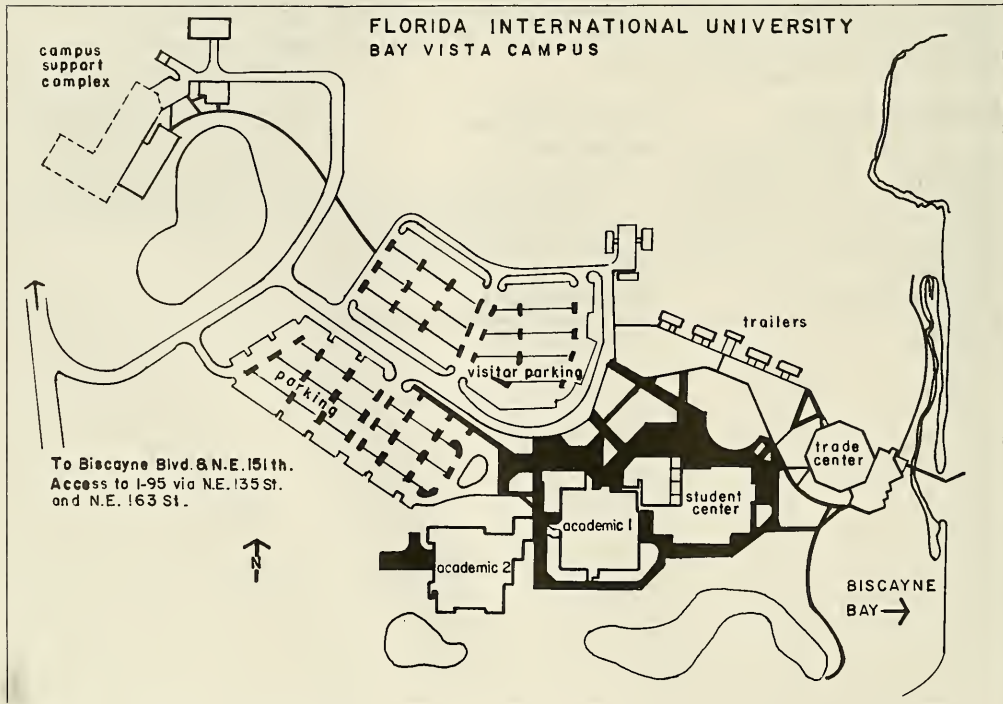 FLORIDA INTERNATIONAL UNIVERSITY
BAY VISTA CAMPUS
campus
support
complex
trailers
visitor parking
parking
trade
center
To Biscayne Blvd. & N.E. 151th.
Access to I-95 via N.E. 135 St.
and N.E. 163 St.
student
center
academic 1
academic 2
N
BISCAYNE
BAY →